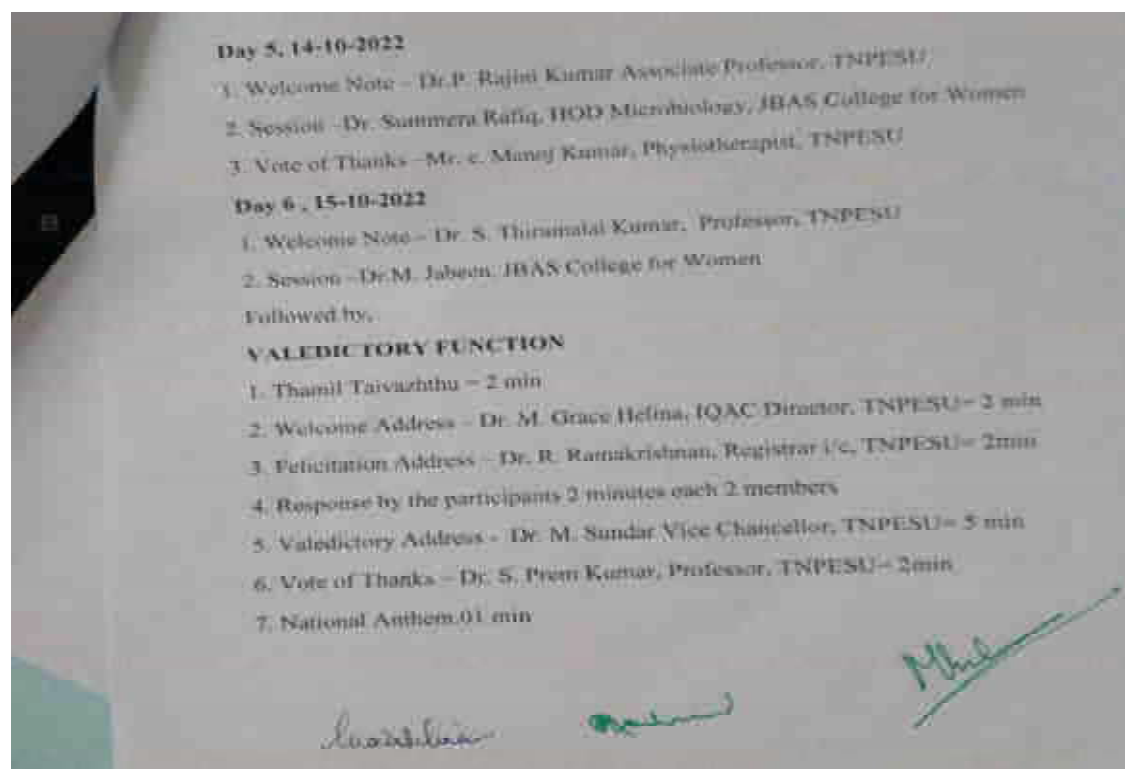 Day 5, 14-10-2022
1. Welcome Note – Dr.P. Rajini Kumar Associate Professor, TNPESU
2. Session –Dr. Summera Rafiq, HOD Microbiology, JBAS College for Women
3. Vote of Thanks –Mr. c. Manoj Kumar, Physiotherapist, TNPESU
Day 6 , 15-10-2022
1. Welcome Note – Dr. S. Thirumalai Kumar, Professor, TNPESU
2. Session –Dr.M. Jabeen, JBAS College for Women
Followed by,
VALEDICTORY FUNCTION
1. Thamil Taivazhthu – 2 min
2. Welcome Address – Dr. M. Grace Helina, IQAC Director, TNPESU– 2 min
3. Felicitation Address – Dr. R. Ramakrishnan, Registrar i/c, TNPESU– 2min
4. Response by the participants 2 minutes each 2 members
5. Valedictory Address – Dr. M. Sundar Vice Chancellor, TNPESU– 5 min
6. Vote of Thanks – Dr. S. Prem Kumar, Professor, TNPESU– 2min
7. National Anthem.01 min